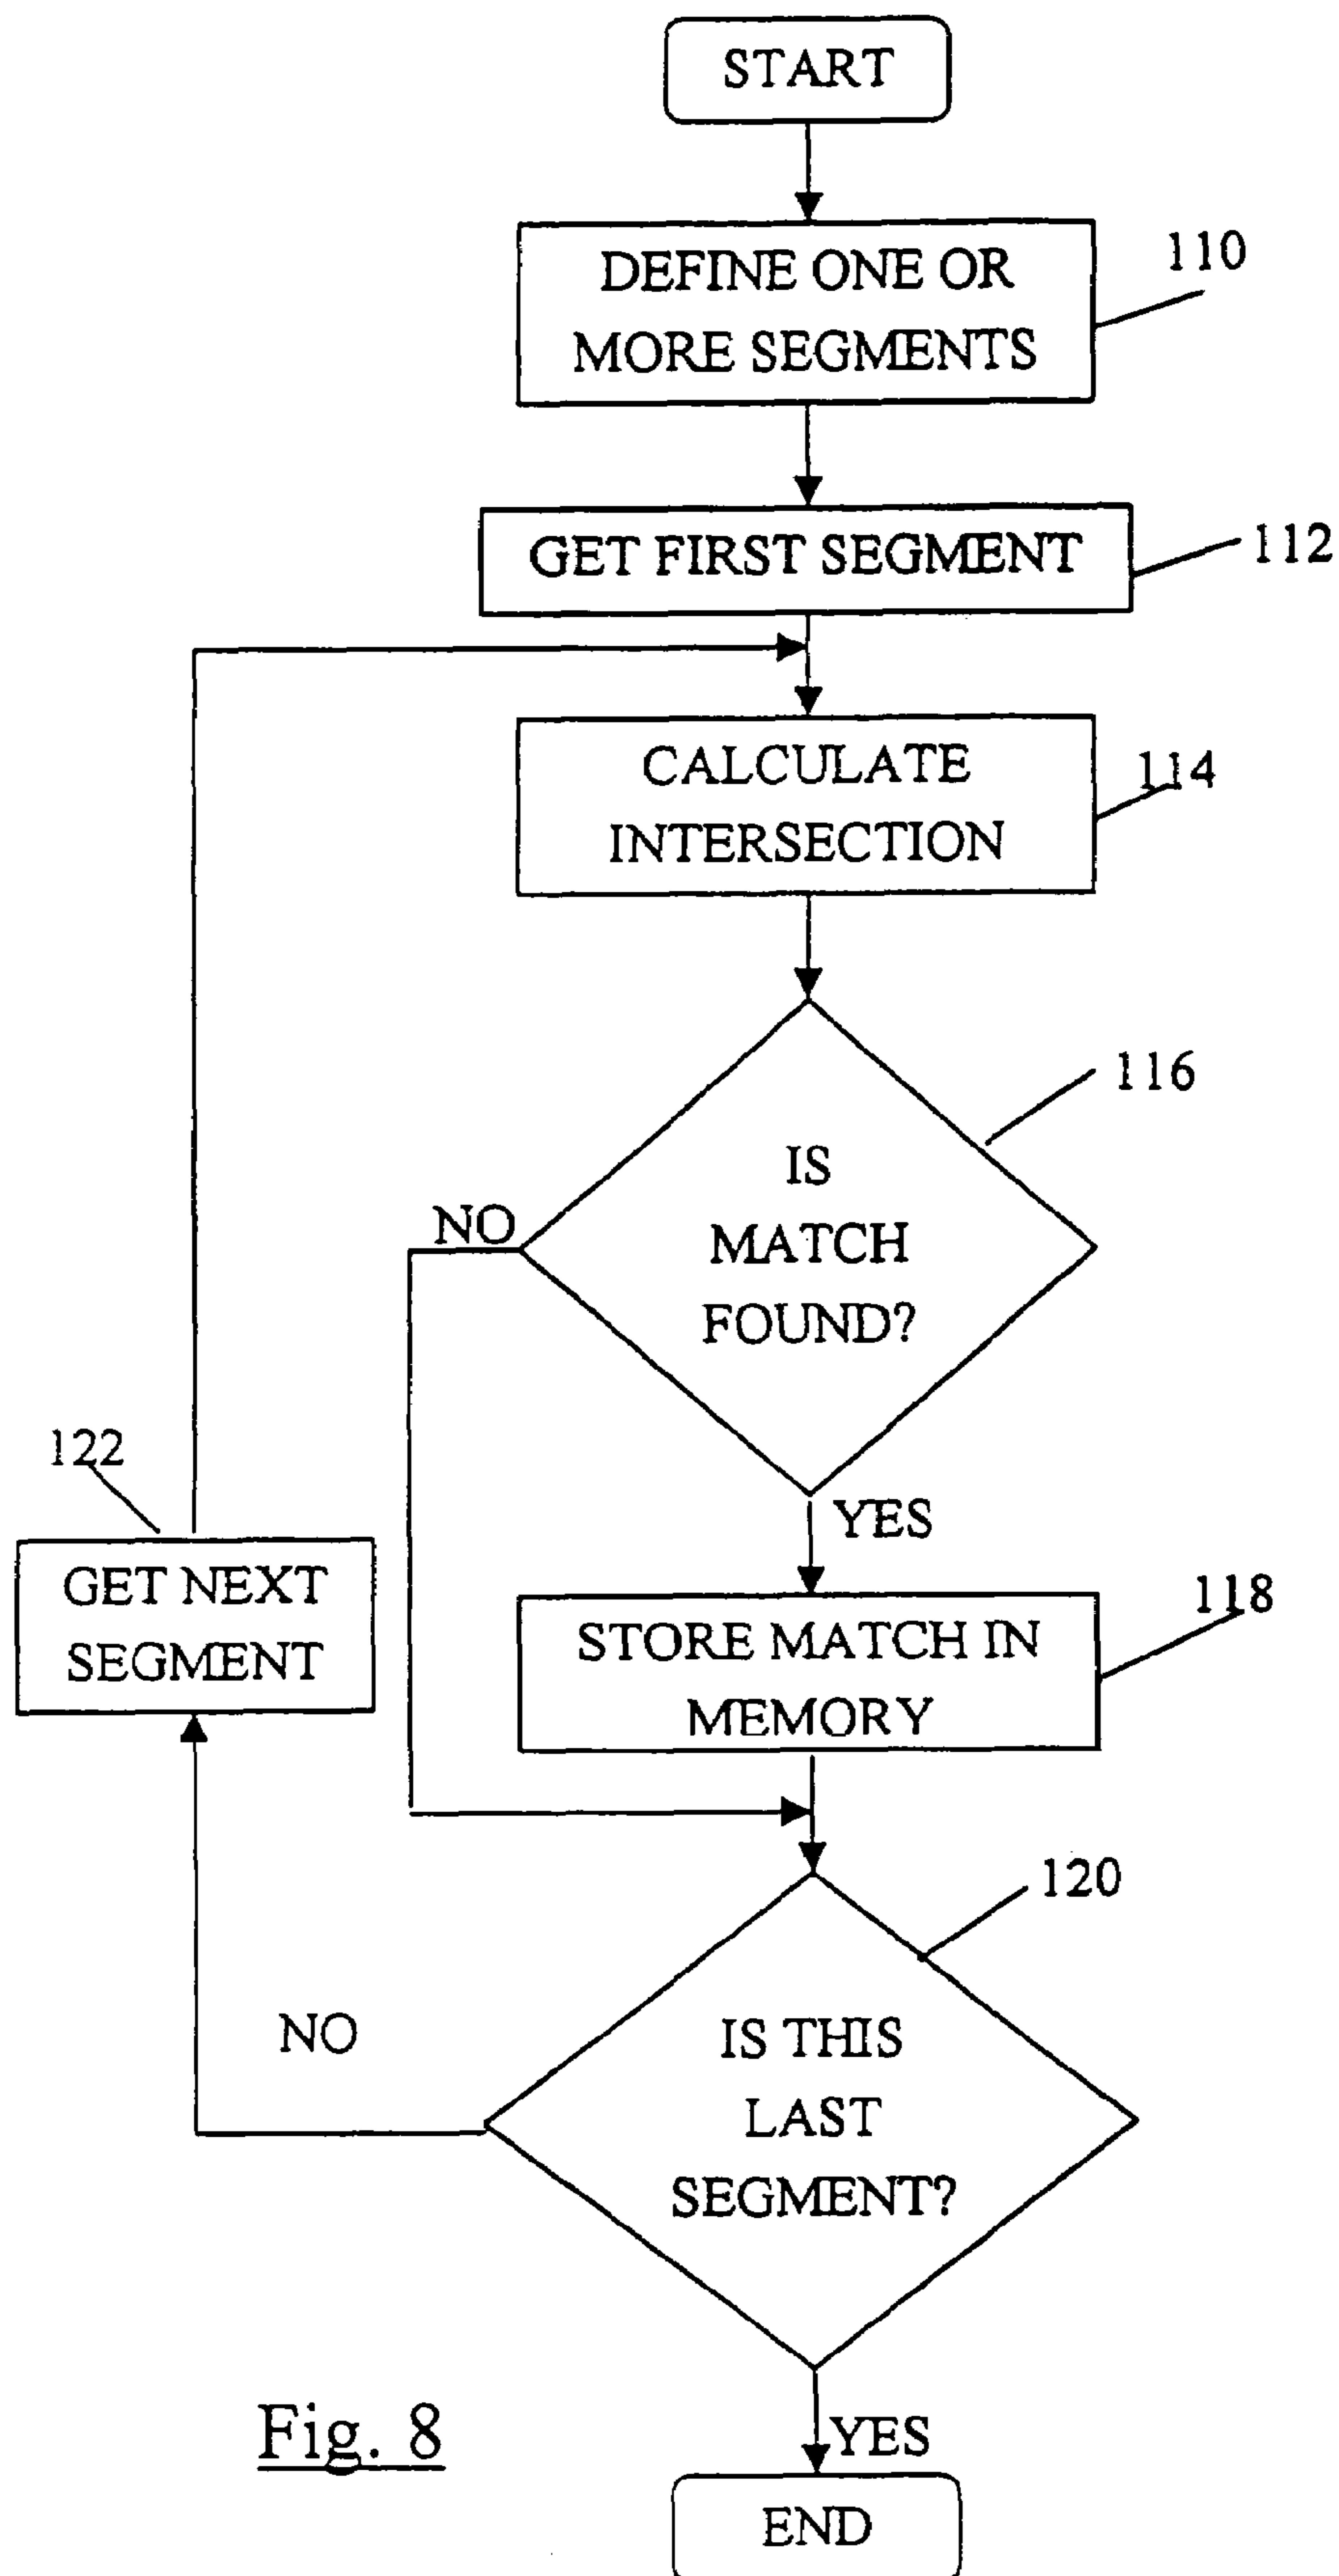 START
DEFINE ONE OR
MORE SEGMENTS
110
GET FIRST SEGMENT
112
CALCULATE
INTERSECTION
114
116
IS
MATCH
FOUND?
NO
YES
122
GET NEXT
SEGMENT
STORE MATCH IN
MEMORY
118
120
IS THIS
LAST
SEGMENT?
NO
YES
Fig. 8
END